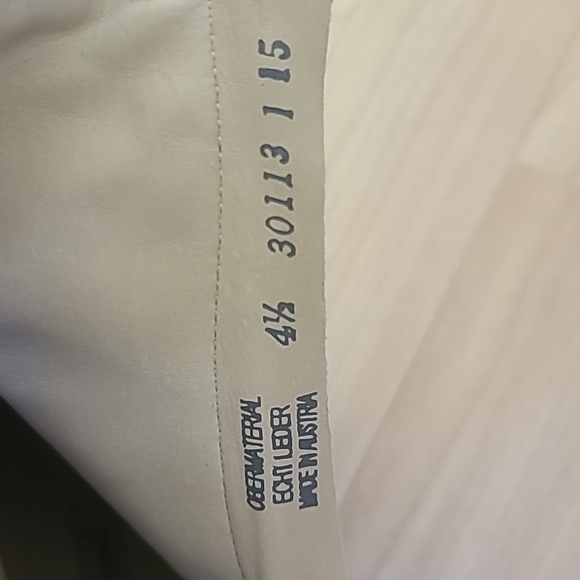 OBERMATERIAL
ECHT LEDER
MADE IN AUSTRIA
4½ 30113 1 15